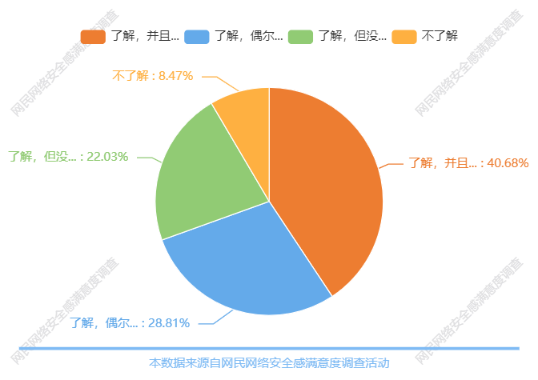 网民网络安全感满意度调查
网民网络安全感满意度调查
了解，并且... 了解，偶尔... 了解，但没... 不了解
不了解 : 8.47%
了解，但没... : 22.03%
了解，并且... : 40.68%
了解，偶尔... : 28.81%
网民网络安全感满意度调查
网民网络安全感满意度调查
本数据来源自网民网络安全感满意度调查活动